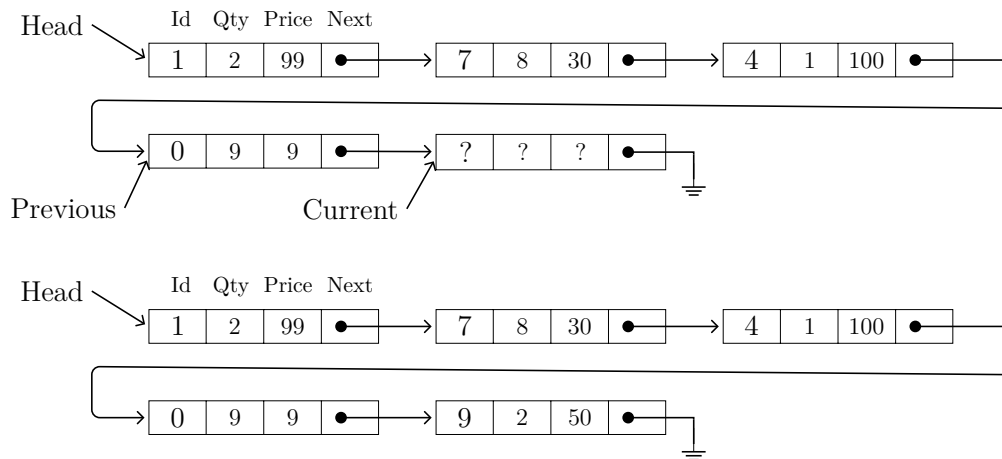 Id Qty Price Next
Head
1 2 99 7 8 30 4 1 100
0 9 9 ? ? ?
Previous Current
Id Qty Price Next
Head
1 2 99 7 8 30 4 1 100
0 9 9 9 2 50